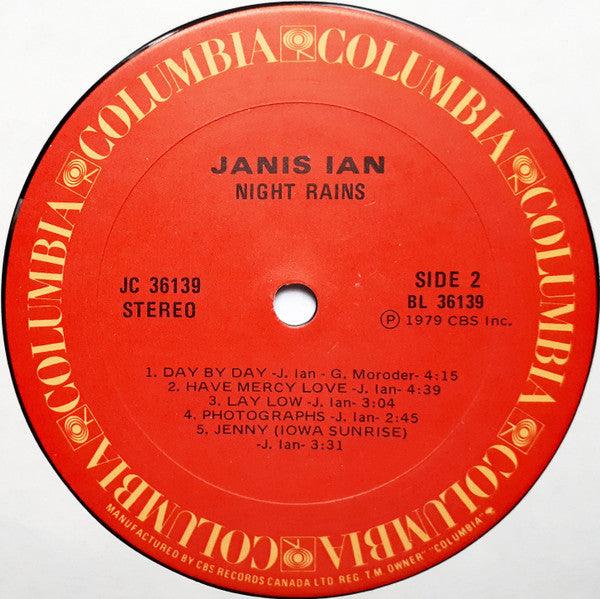 COLUMBIA COLUMBIA COLUMBIA COLUMBIA COLUMBIA COLUMBIA
JANIS IAN
NIGHT RAINS
JC 36139
STEREO
SIDE 2
BL 36139
Ⓟ 1979 CBS Inc.
1. DAY BY DAY -J. Ian - G. Moroder- 4:15
2. HAVE MERCY LOVE -J. Ian- 4:39
3. LAY LOW -J. Ian- 3:04
4. PHOTOGRAPHS -J. Ian- 2:45
5. JENNY (IOWA SUNRISE)
-J. Ian- 3:31
MANUFACTURED BY CBS RECORDS CANADA LTD REG. T.M OWNER "COLUMBIA"